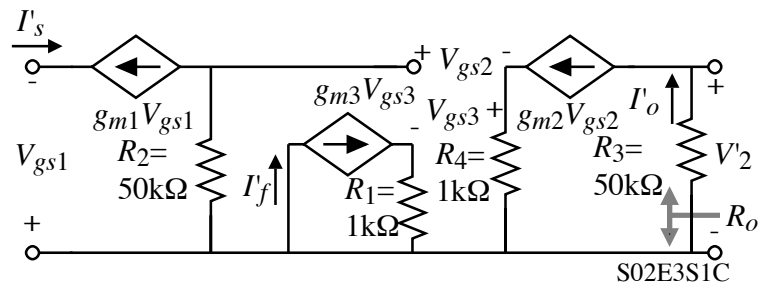 I's
-
gm1Vgs1
Vgs1
+
R2=
50kΩ
gm3Vgs3
I'f
R1=
1kΩ
+ Vgs2 -
Vgs3 +
-
gm2Vgs2
R4=
1kΩ
I'o
R3=
50kΩ
+
V'2
-
Ro
S02E3S1C